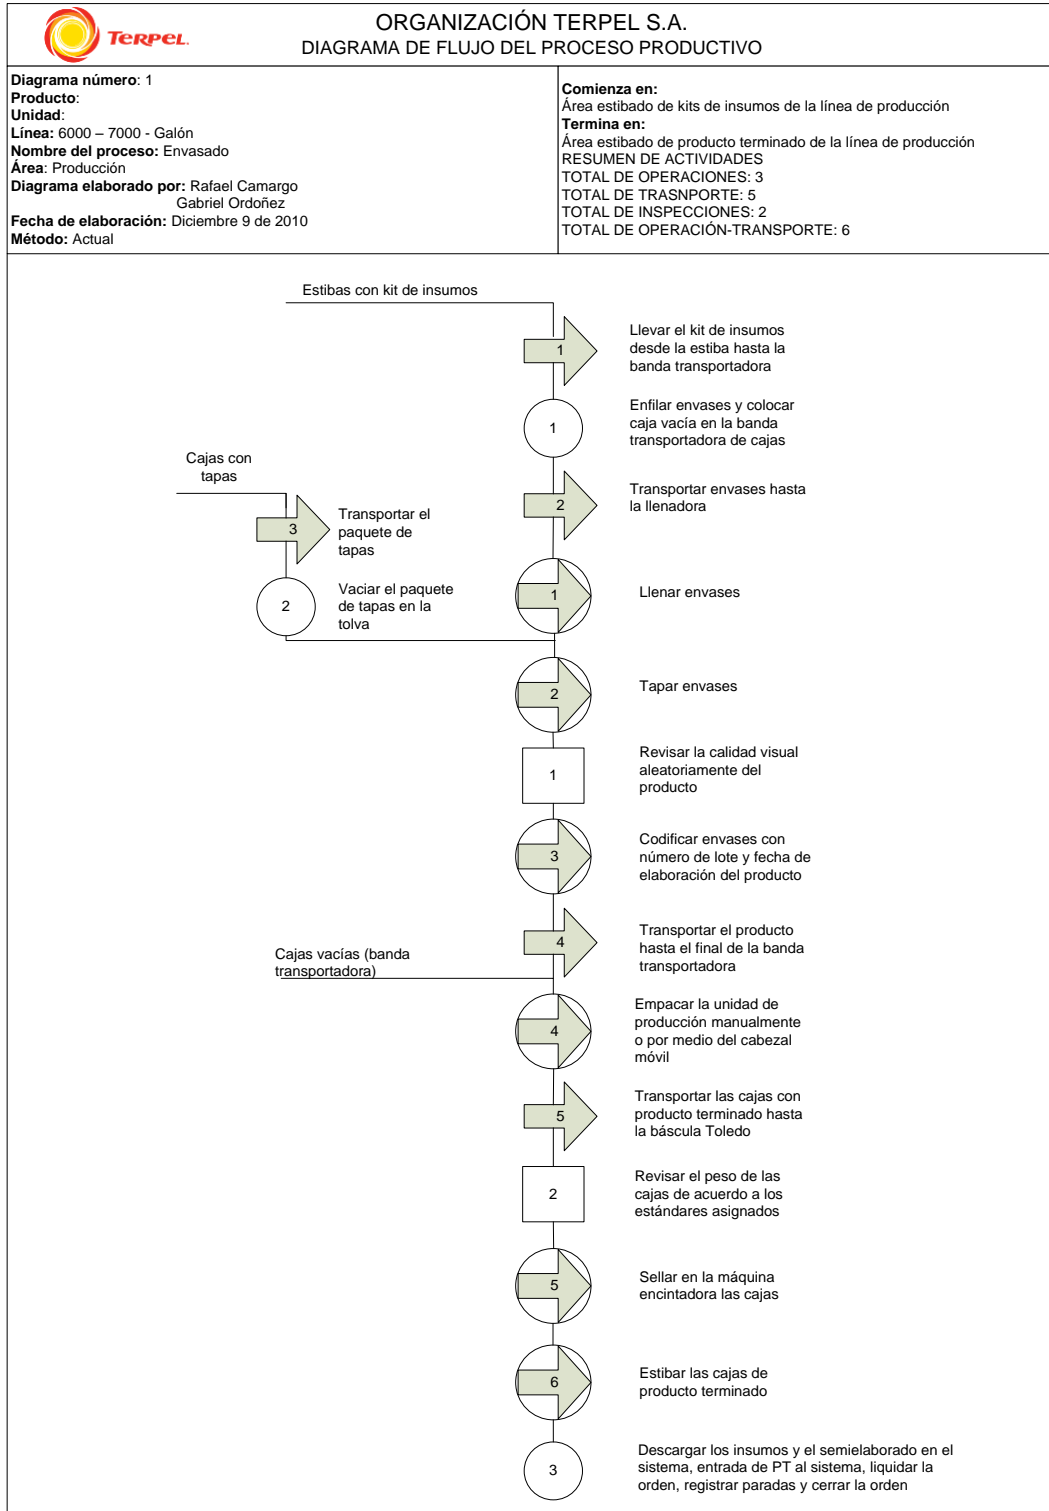 TERPEL.
ORGANIZACIÓN TERPEL S.A.
DIAGRAMA DE FLUJO DEL PROCESO PRODUCTIVO
Diagrama número: 1
Producto:
Unidad:
Línea: 6000 – 7000 - Galón
Nombre del proceso: Envasado
Área: Producción
Diagrama elaborado por: Rafael Camargo
Gabriel Ordoñez
Fecha de elaboración: Diciembre 9 de 2010
Método: Actual
Comienza en:
Área estibado de kits de insumos de la línea de producción
Termina en:
Área estibado de producto terminado de la línea de producción
RESUMEN DE ACTIVIDADES
TOTAL DE OPERACIONES: 3
TOTAL DE TRASNPORTE: 5
TOTAL DE INSPECCIONES: 2
TOTAL DE OPERACIÓN-TRANSPORTE: 6
Estibas con kit de insumos
1
Llevar el kit de insumos
desde la estiba hasta la
banda transportadora
1
Enfilar envases y colocar
caja vacía en la banda
transportadora de cajas
Cajas con
tapas
2
Transportar envases hasta
la llenadora
3
Transportar el
paquete de
tapas
2
Vaciar el paquete
de tapas en la
tolva
1
Llenar envases
2
Tapar envases
1
Revisar la calidad visual
aleatoriamente del
producto
3
Codificar envases con
número de lote y fecha de
elaboración del producto
4
Transportar el producto
hasta el final de la banda
transportadora
Cajas vacías (banda
transportadora)
4
Empacar la unidad de
producción manualmente
o por medio del cabezal
móvil
5
Transportar las cajas con
producto terminado hasta
la báscula Toledo
2
Revisar el peso de las
cajas de acuerdo a los
estándares asignados
5
Sellar en la máquina
encintadora las cajas
6
Estibar las cajas de
producto terminado
3
Descargar los insumos y el semielaborado en el
sistema, entrada de PT al sistema, liquidar la
orden, registrar paradas y cerrar la orden